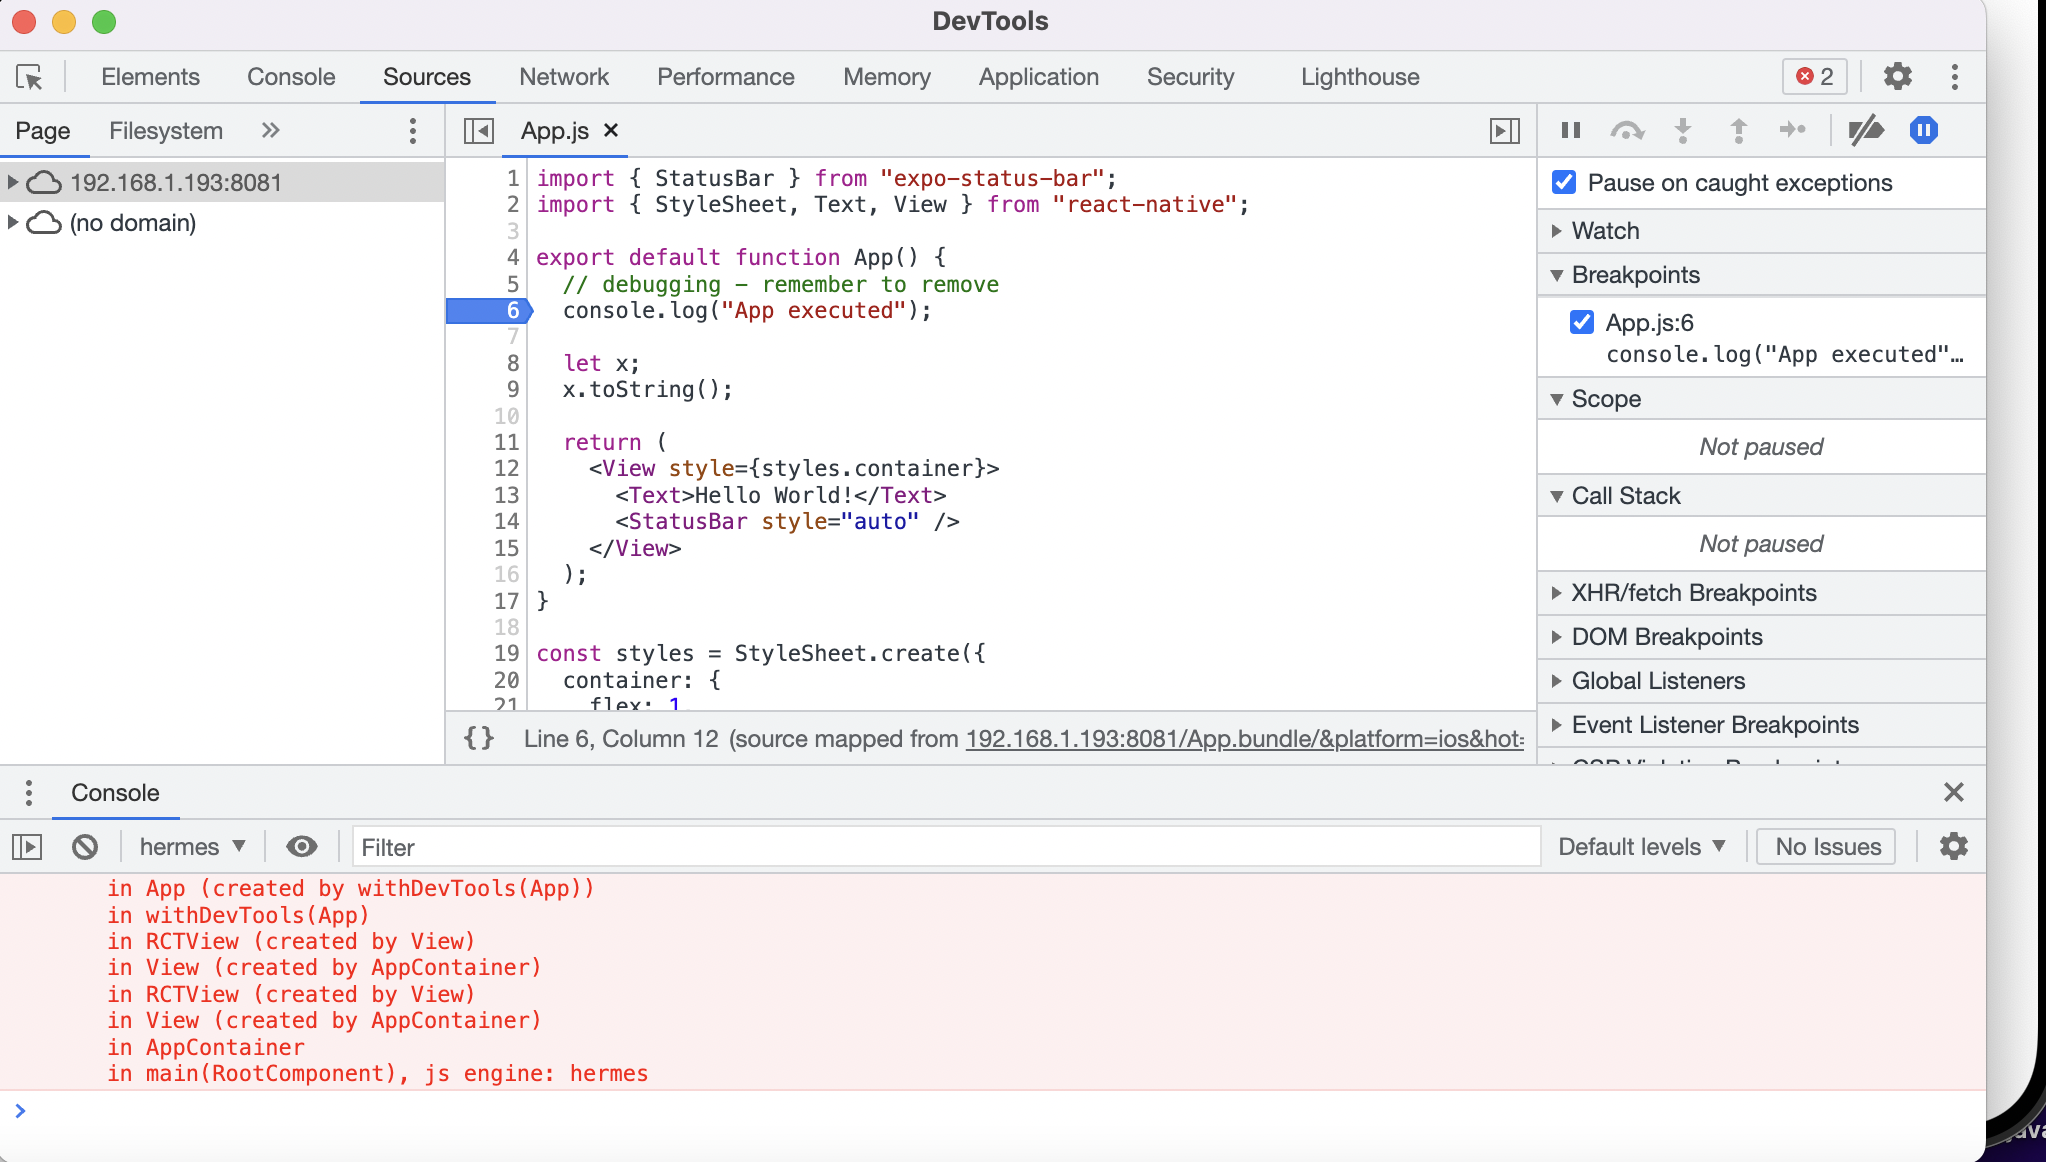 DevTools
Elements Console Sources Network Performance Memory Application Security Lighthouse 2
Page Filesystem »
192.168.1.193:8081
(no domain)
App.js ×
1 import { StatusBar } from "expo-status-bar";
2 import { StyleSheet, Text, View } from "react-native";
3
4 export default function App() {
5 // debugging - remember to remove
6 console.log("App executed");
7
8 let x;
9 x.toString();
10
11 return (
12 <View style={styles.container}>
13 <Text>Hello World!</Text>
14 <StatusBar style="auto" />
15 </View>
16 );
17 }
18
19 const styles = StyleSheet.create({
20 container: {
21 flex: 1,
{} Line 6, Column 12 (source mapped from 192.168.1.193:8081/App.bundle/&platform=ios&hot=
Pause on caught exceptions
Watch
Breakpoints
App.js:6
console.log("App executed"…
Scope
Not paused
Call Stack
Not paused
XHR/fetch Breakpoints
DOM Breakpoints
Global Listeners
Event Listener Breakpoints
CSP Violation Breakpoints
Console
hermes ▼ Filter Default levels ▼ No Issues
in App (created by withDevTools(App))
in withDevTools(App)
in RCTView (created by View)
in View (created by AppContainer)
in RCTView (created by View)
in View (created by AppContainer)
in AppContainer
in main(RootComponent), js engine: hermes
>